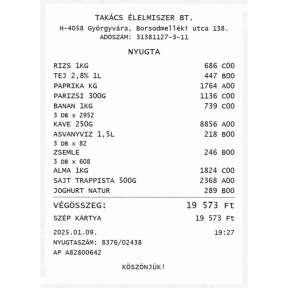 TAKÁCS ÉLELMISZER BT.
H-4058 Györgyvára, Borsodmelléki utca 138.
ADÓSZÁM: 31381127-3-11
NYUGTA
RIZS 1KG 686 C00
TEJ 2,8% 1L 447 B00
PAPRIKA KG 1764 A00
PARIZSI 300G 1136 C00
BANAN 1KG 739 C00
3 DB x 2952
KAVE 250G 8856 A00
ASVANYVIZ 1,5L 218 B00
3 DB x 82
ZSEMLE 246 B00
3 DB x 608
ALMA 1KG 1824 C00
SAJT TRAPPISTA 500G 2368 A00
JOGHURT NATUR 289 B00
VÉGÖSSZEG: 19 573 Ft
SZÉP KÁRTYA 19 573 Ft
2025.01.09. 19:27
NYUGTASZÁM: 8376/02438
AP A82800642
KÖSZÖNJÜK!